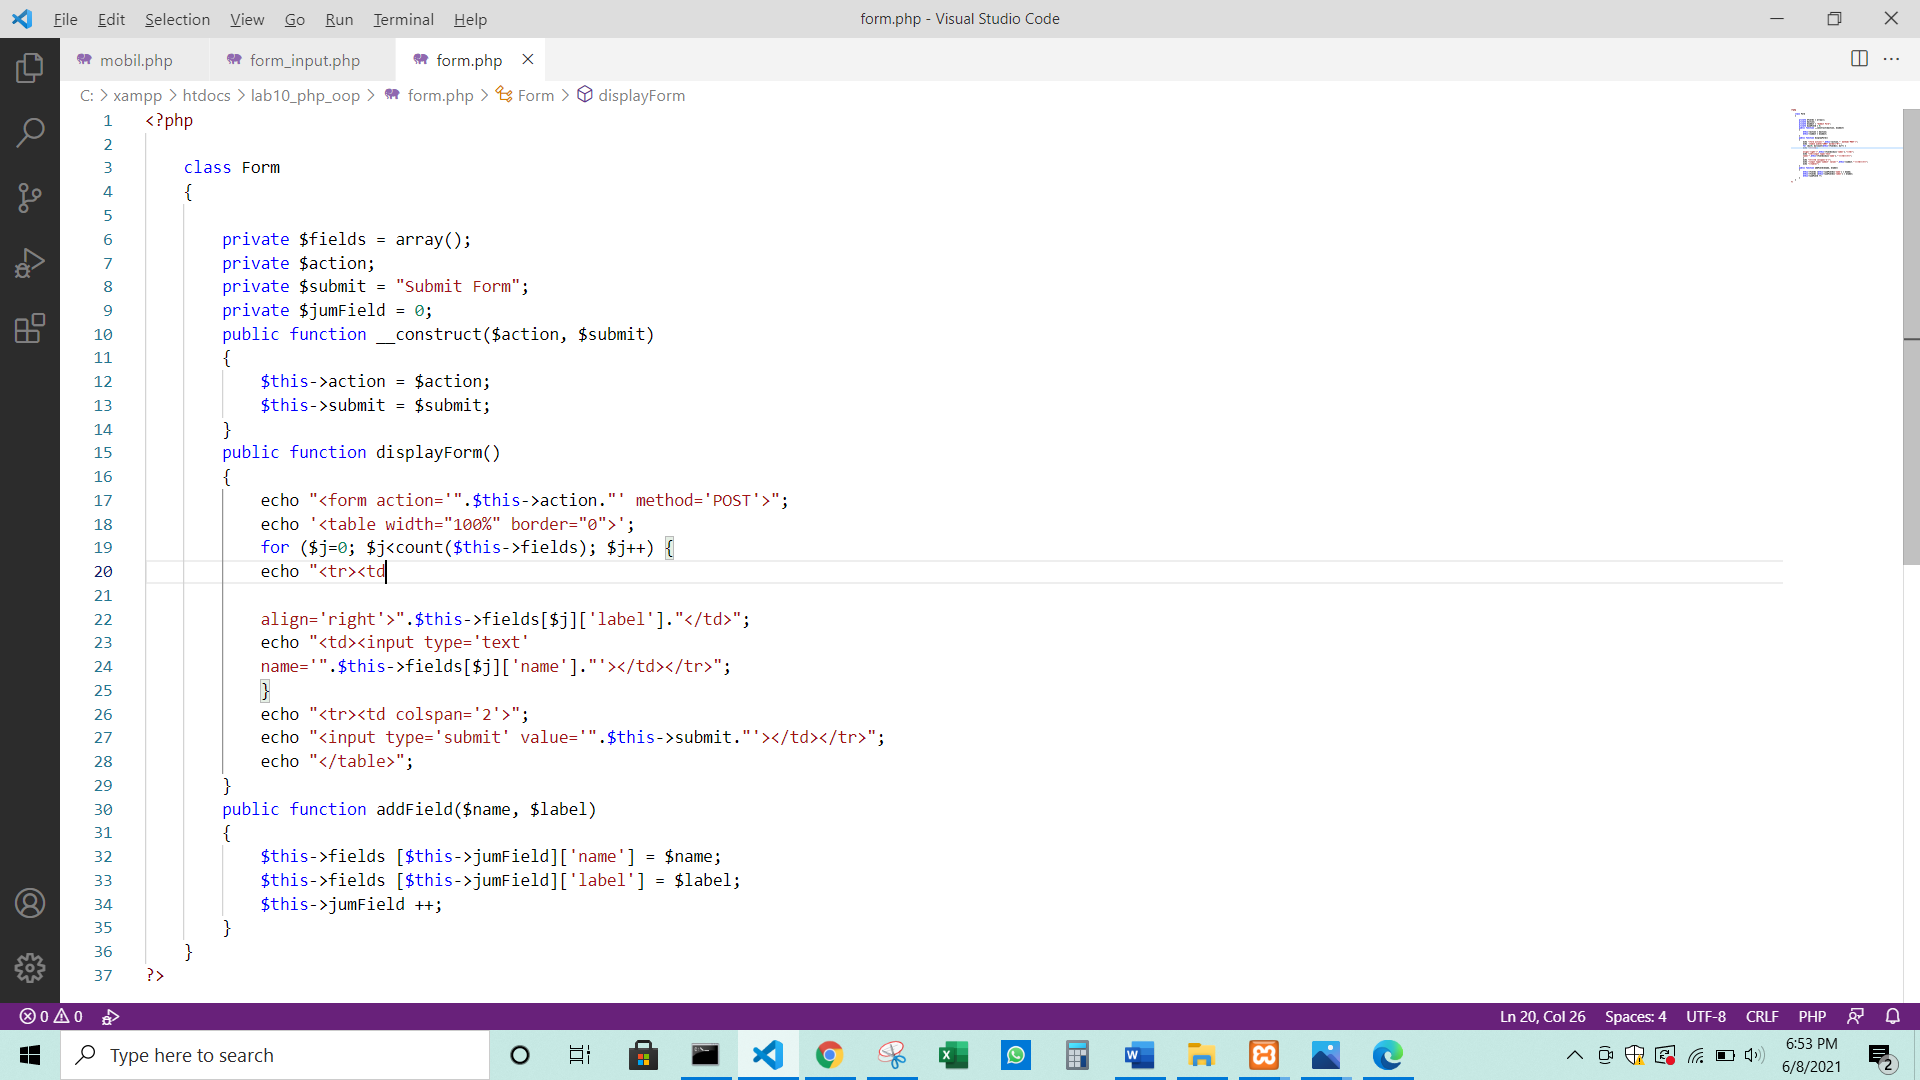 File Edit Selection View Go Run Terminal Help form.php - Visual Studio Code
mobil.php form_input.php form.php
C: > xampp > htdocs > lab10_php_oop > form.php > Form > displayForm
1 <?php
2
3 class Form
4 {
5
6 private $fields = array();
7 private $action;
8 private $submit = "Submit Form";
9 private $jumField = 0;
10 public function __construct($action, $submit)
11 {
12 $this->action = $action;
13 $this->submit = $submit;
14 }
15 public function displayForm()
16 {
17 echo "<form action='".$this->action."' method='POST'>";
18 echo '<table width="100%" border="0">';
19 for ($j=0; $j<count($this->fields); $j++) {
20 echo "<tr><td
21
22 align='right'>".$this->fields[$j]['label']."</td>";
23 echo "<td><input type='text'
24 name='".$this->fields[$j]['name']."'></td></tr>";
25 }
26 echo "<tr><td colspan='2'>";
27 echo "<input type='submit' value='".$this->submit."'></td></tr>";
28 echo "</table>";
29 }
30 public function addField($name, $label)
31 {
32 $this->fields [$this->jumField]['name'] = $name;
33 $this->fields [$this->jumField]['label'] = $label;
34 $this->jumField ++;
35 }
36 }
37 ?>
0 0 Ln 20, Col 26 Spaces: 4 UTF-8 CRLF PHP
Type here to search
6:53 PM
6/8/2021
2